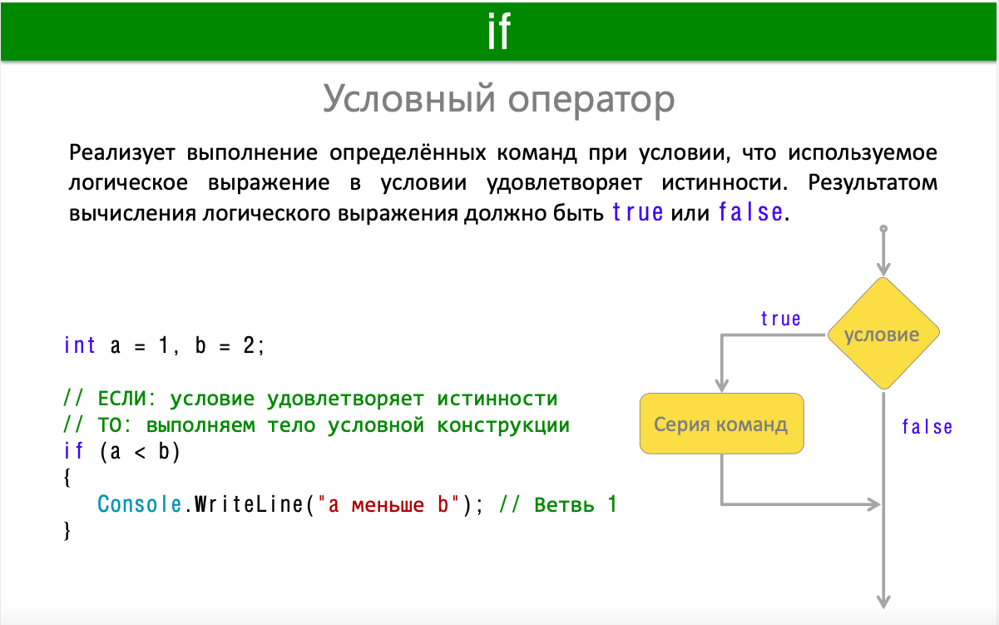 if
Условный оператор
Реализует выполнение определённых команд при условии, что используемое
логическое выражение в условии удовлетворяет истинности. Результатом
вычисления логического выражения должно быть true или false.
int a = 1, b = 2;
// ЕСЛИ: условие удовлетворяет истинности
// ТО: выполняем тело условной конструкции
if (a < b)
{
Console.WriteLine("a меньше b"); // Ветвь 1
}
условие
true
Серия команд
false